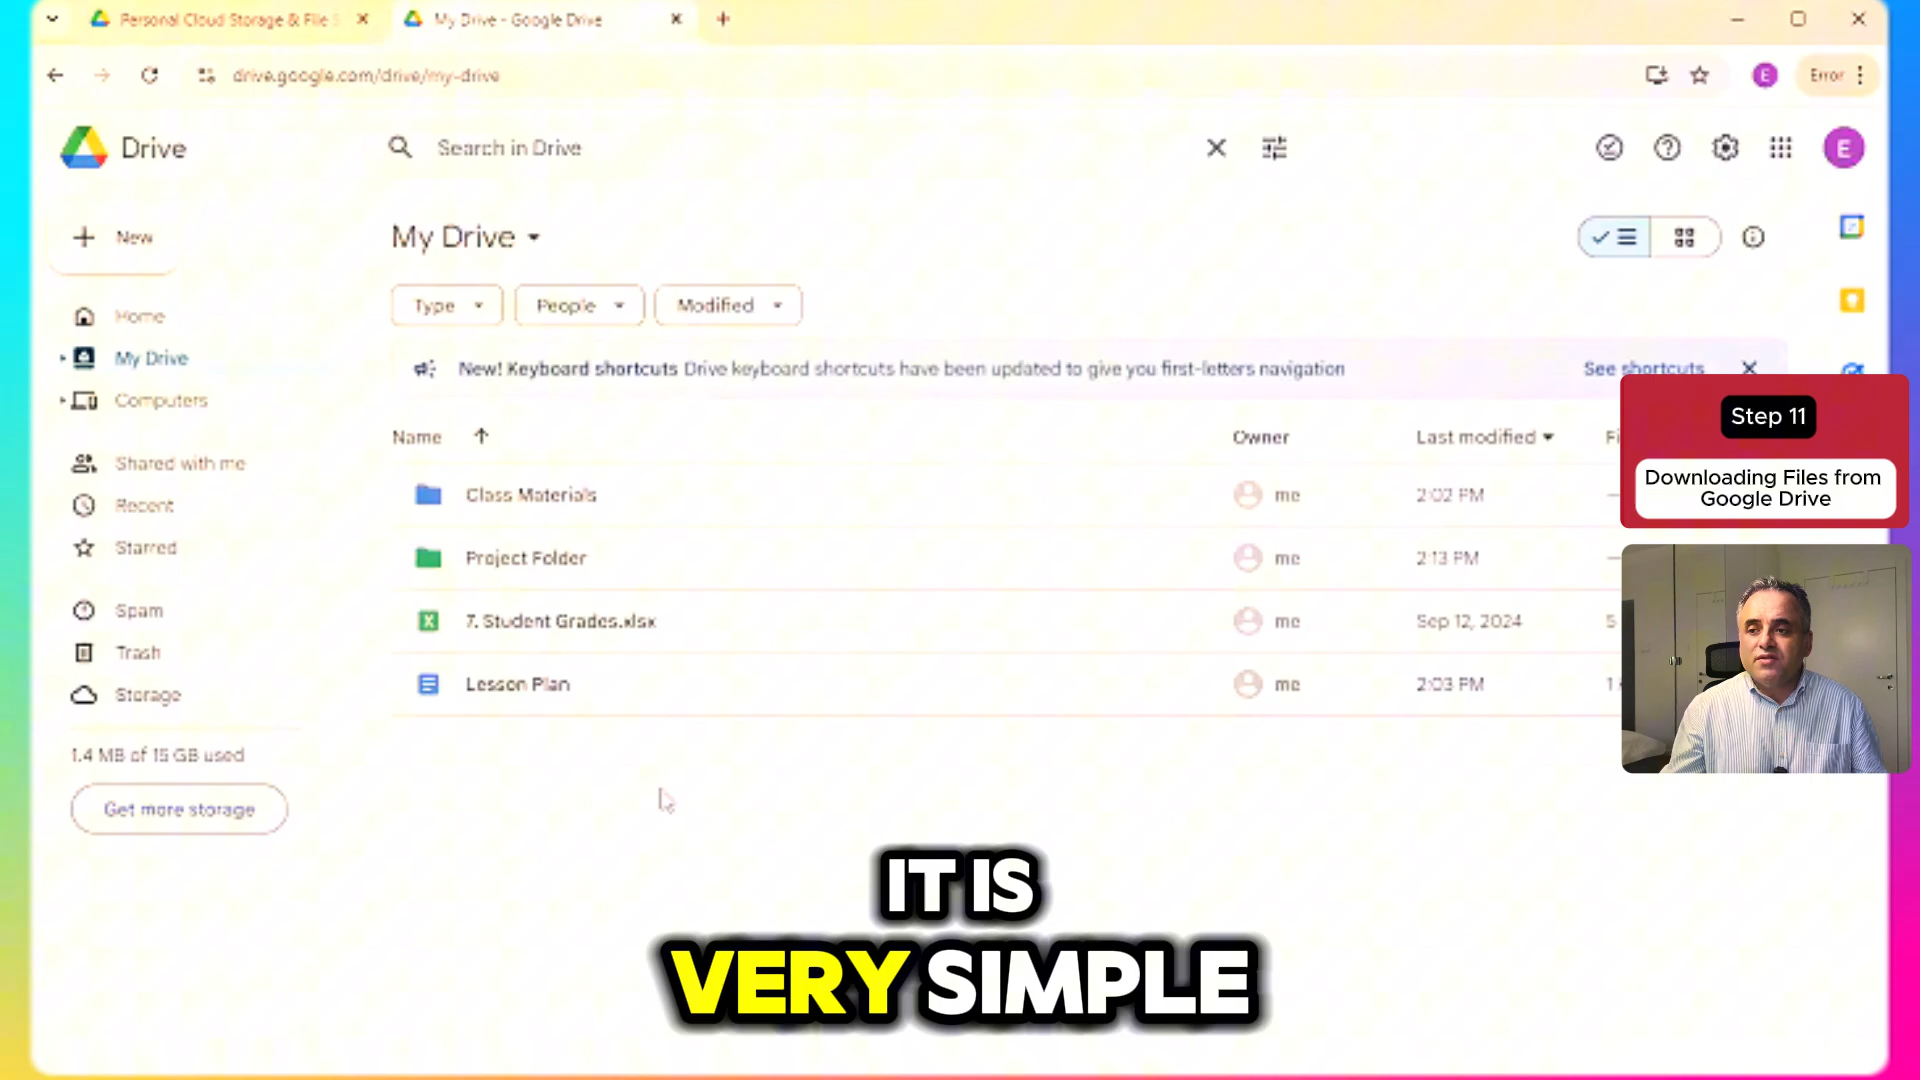 Personal Cloud Storage & File S
My Drive - Google Drive
drive.google.com/drive/my-drive
E
Error
Drive
Search in Drive
E
New
My Drive
Type
People
Modified
Home
My Drive
Computers
Shared with me
Recent
Starred
Spam
Trash
Storage
1.4 MB of 15 GB used
Get more storage
New! Keyboard shortcuts Drive keyboard shortcuts have been updated to give you first-letters navigation
See shortcuts
Name
Owner
Last modified
Fi
Class Materials
me
2:02 PM
Project Folder
me
2:13 PM
7. Student Grades.xlsx
me
Sep 12, 2024
5
Lesson Plan
me
2:03 PM
1
Step 11
Downloading Files from
Google Drive
IT IS
VERY SIMPLE